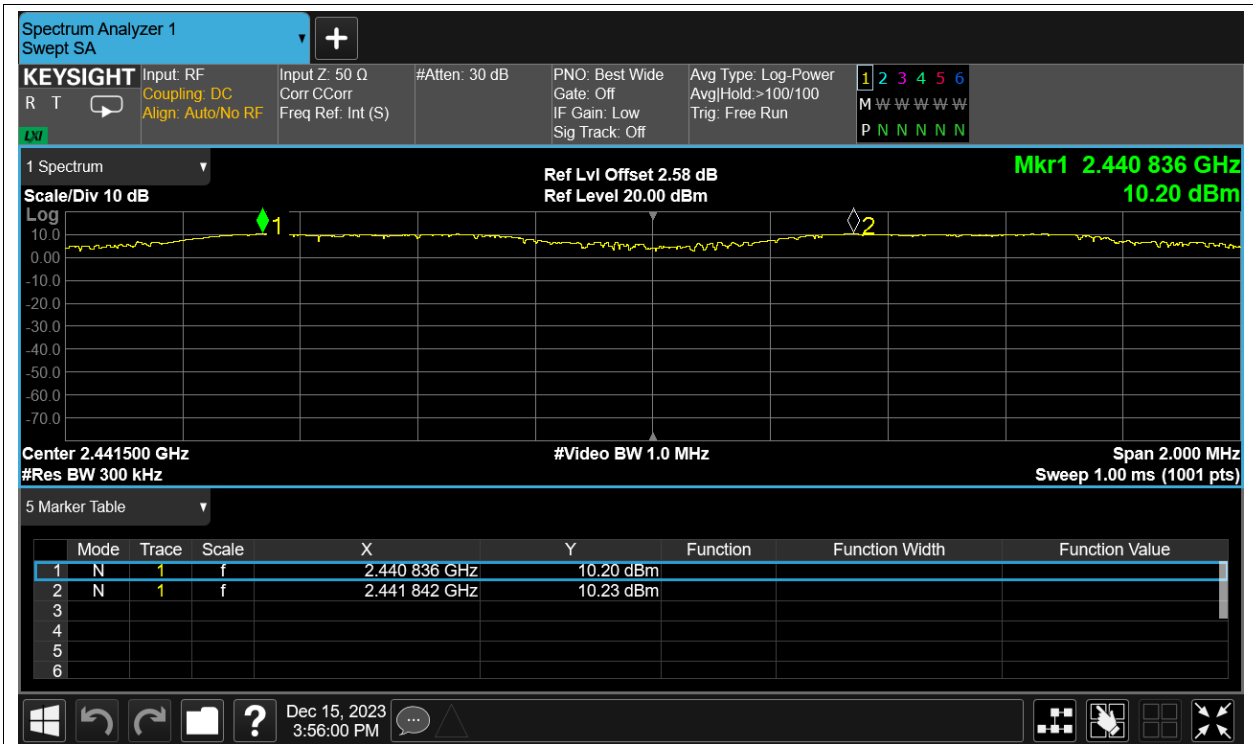 Spectrum Analyzer 1
Swept SA
KEYSIGHT
R T
LXI
Input: RF
Coupling: DC
Align: Auto/No RF
Input Z: 50 Ω
Corr CCorr
Freq Ref: Int (S)
#Atten: 30 dB
PNO: Best Wide
Gate: Off
IF Gain: Low
Sig Track: Off
Avg Type: Log-Power
Avg|Hold:>100/100
Trig: Free Run
1 2 3 4 5 6
M W W W W W
P N N N N N
1 Spectrum
Scale/Div 10 dB
Ref Lvl Offset 2.58 dB
Ref Level 20.00 dBm
Mkr1 2.440 836 GHz
10.20 dBm
Log
1
2
10.0
0.00
-10.0
-20.0
-30.0
-40.0
-50.0
-60.0
-70.0
Center 2.441500 GHz
#Video BW 1.0 MHz
Span 2.000 MHz
#Res BW 300 kHz
Sweep 1.00 ms (1001 pts)
5 Marker Table
Mode Trace Scale X Y Function Function Width Function Value
1 N 1 f 2.440 836 GHz 10.20 dBm
2 N 1 f 2.441 842 GHz 10.23 dBm
3
4
5
6
?
Dec 15, 2023
3:56:00 PM